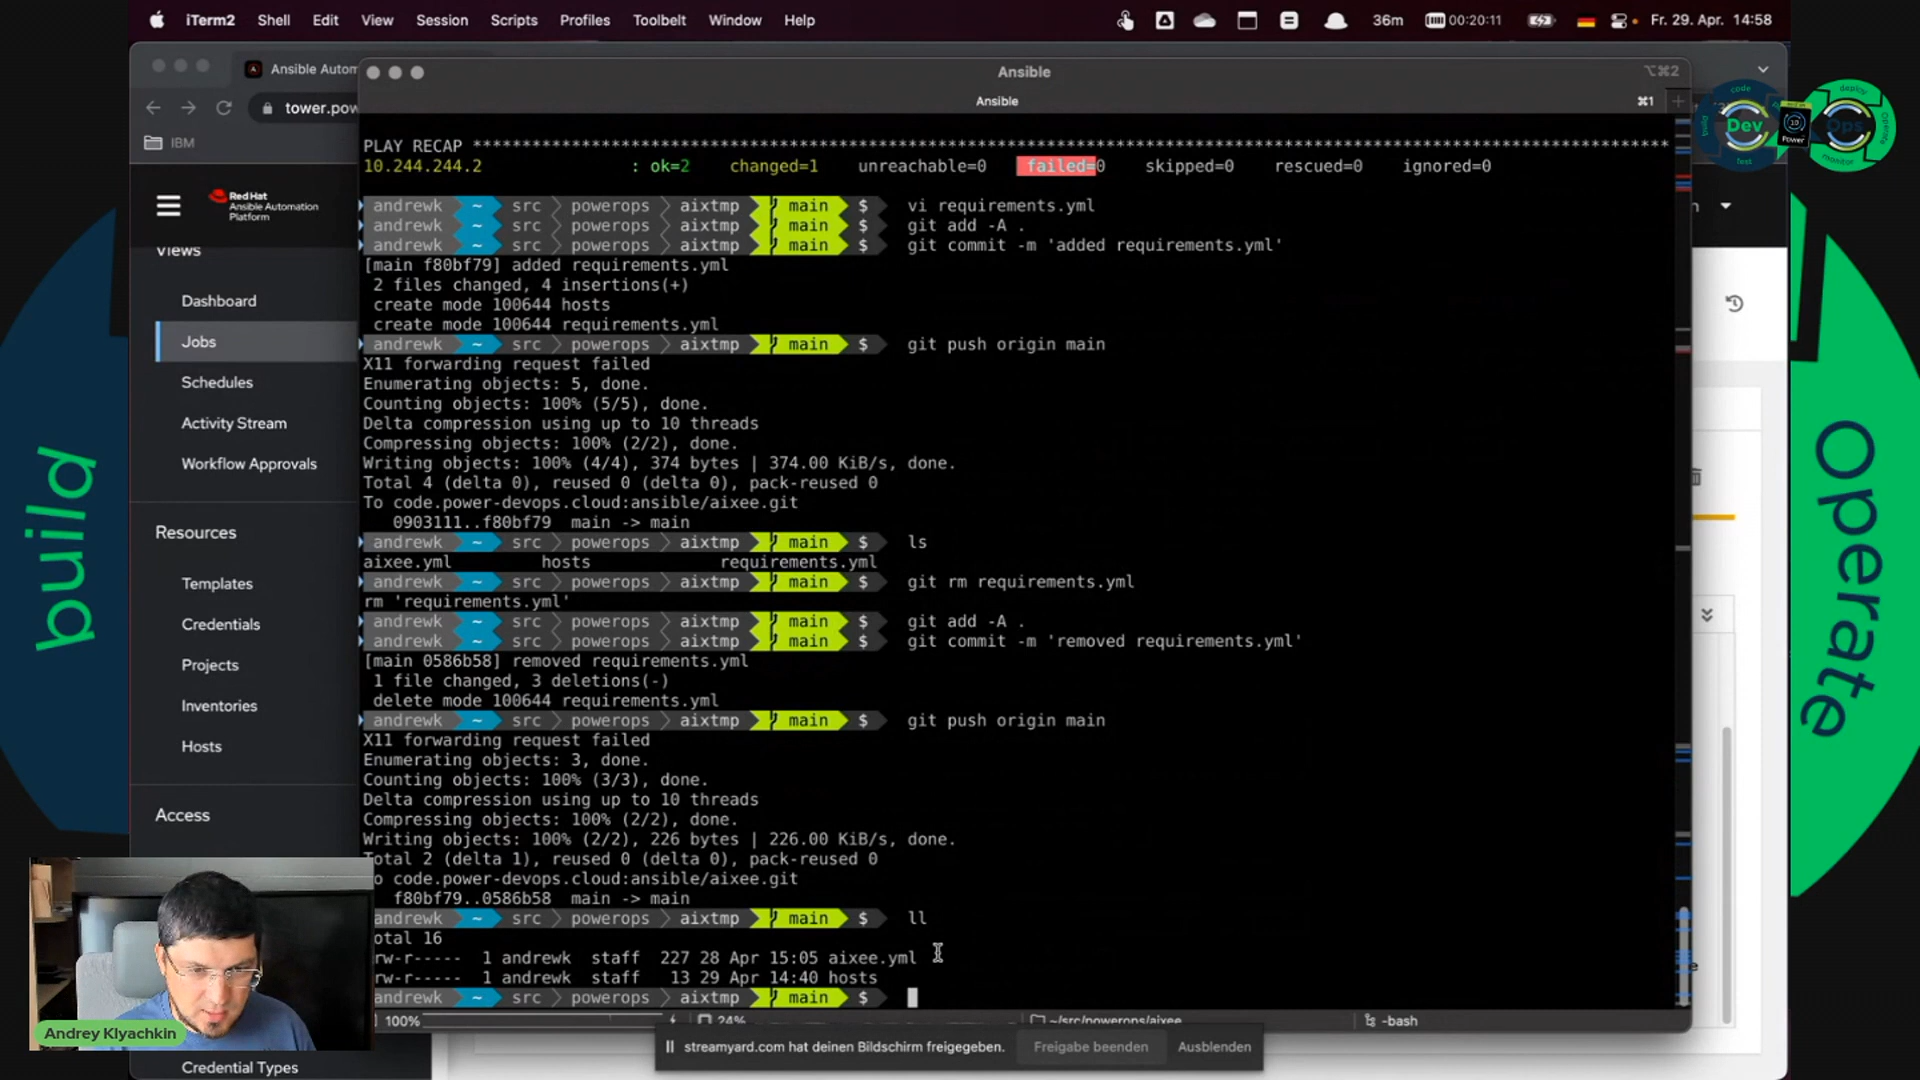 iTerm2 Shell Edit View Session Scripts Profiles Toolbelt Window Help 36m 00:20:11 Fr. 29. Apr. 14:58
Ansible Autom
Ansible
⌥⌘2
tower.pow
Ansible
⌘1
IBM
Red Hat
Ansible Automation
Platform
Views
Dashboard
Jobs
Schedules
Activity Stream
Workflow Approvals
Resources
Templates
Credentials
Projects
Inventories
Hosts
Access
Credential Types
PLAY RECAP *************************************************************************************************************************
10.244.244.2 : ok=2 changed=1 unreachable=0 failed=0 skipped=0 rescued=0 ignored=0
andrewk ~ src powerops aixtmp main $ vi requirements.yml
andrewk ~ src powerops aixtmp main $ git add -A .
andrewk ~ src powerops aixtmp main $ git commit -m 'added requirements.yml'
[main f80bf79] added requirements.yml
2 files changed, 4 insertions(+)
create mode 100644 hosts
create mode 100644 requirements.yml
andrewk ~ src powerops aixtmp main $ git push origin main
X11 forwarding request failed
Enumerating objects: 5, done.
Counting objects: 100% (5/5), done.
Delta compression using up to 10 threads
Compressing objects: 100% (2/2), done.
Writing objects: 100% (4/4), 374 bytes | 374.00 KiB/s, done.
Total 4 (delta 0), reused 0 (delta 0), pack-reused 0
To code.power-devops.cloud:ansible/aixee.git
0903111..f80bf79 main -> main
andrewk ~ src powerops aixtmp main $ ls
aixee.yml hosts requirements.yml
andrewk ~ src powerops aixtmp main $ git rm requirements.yml
rm 'requirements.yml'
andrewk ~ src powerops aixtmp main $ git add -A .
andrewk ~ src powerops aixtmp main $ git commit -m 'removed requirements.yml'
[main 0586b58] removed requirements.yml
1 file changed, 3 deletions(-)
delete mode 100644 requirements.yml
andrewk ~ src powerops aixtmp main $ git push origin main
X11 forwarding request failed
Enumerating objects: 3, done.
Counting objects: 100% (3/3), done.
Delta compression using up to 10 threads
Compressing objects: 100% (2/2), done.
Writing objects: 100% (2/2), 226 bytes | 226.00 KiB/s, done.
Total 2 (delta 1), reused 0 (delta 0), pack-reused 0
o code.power-devops.cloud:ansible/aixee.git
f80bf79..0586b58 main -> main
andrewk ~ src powerops aixtmp main $ ll
otal 16
rw-r----- 1 andrewk staff 227 28 Apr 15:05 aixee.yml
rw-r----- 1 andrewk staff 13 29 Apr 14:40 hosts
andrewk ~ src powerops aixtmp main $
100% 24% ~/src/powerops/aixee -bash
streamyard.com hat deinen Bildschirm freigegeben. Freigabe beenden Ausblenden
Andrey Klyachkin
build
Operate
code
Dev
test
10
Power
deploy
Ops
monitor